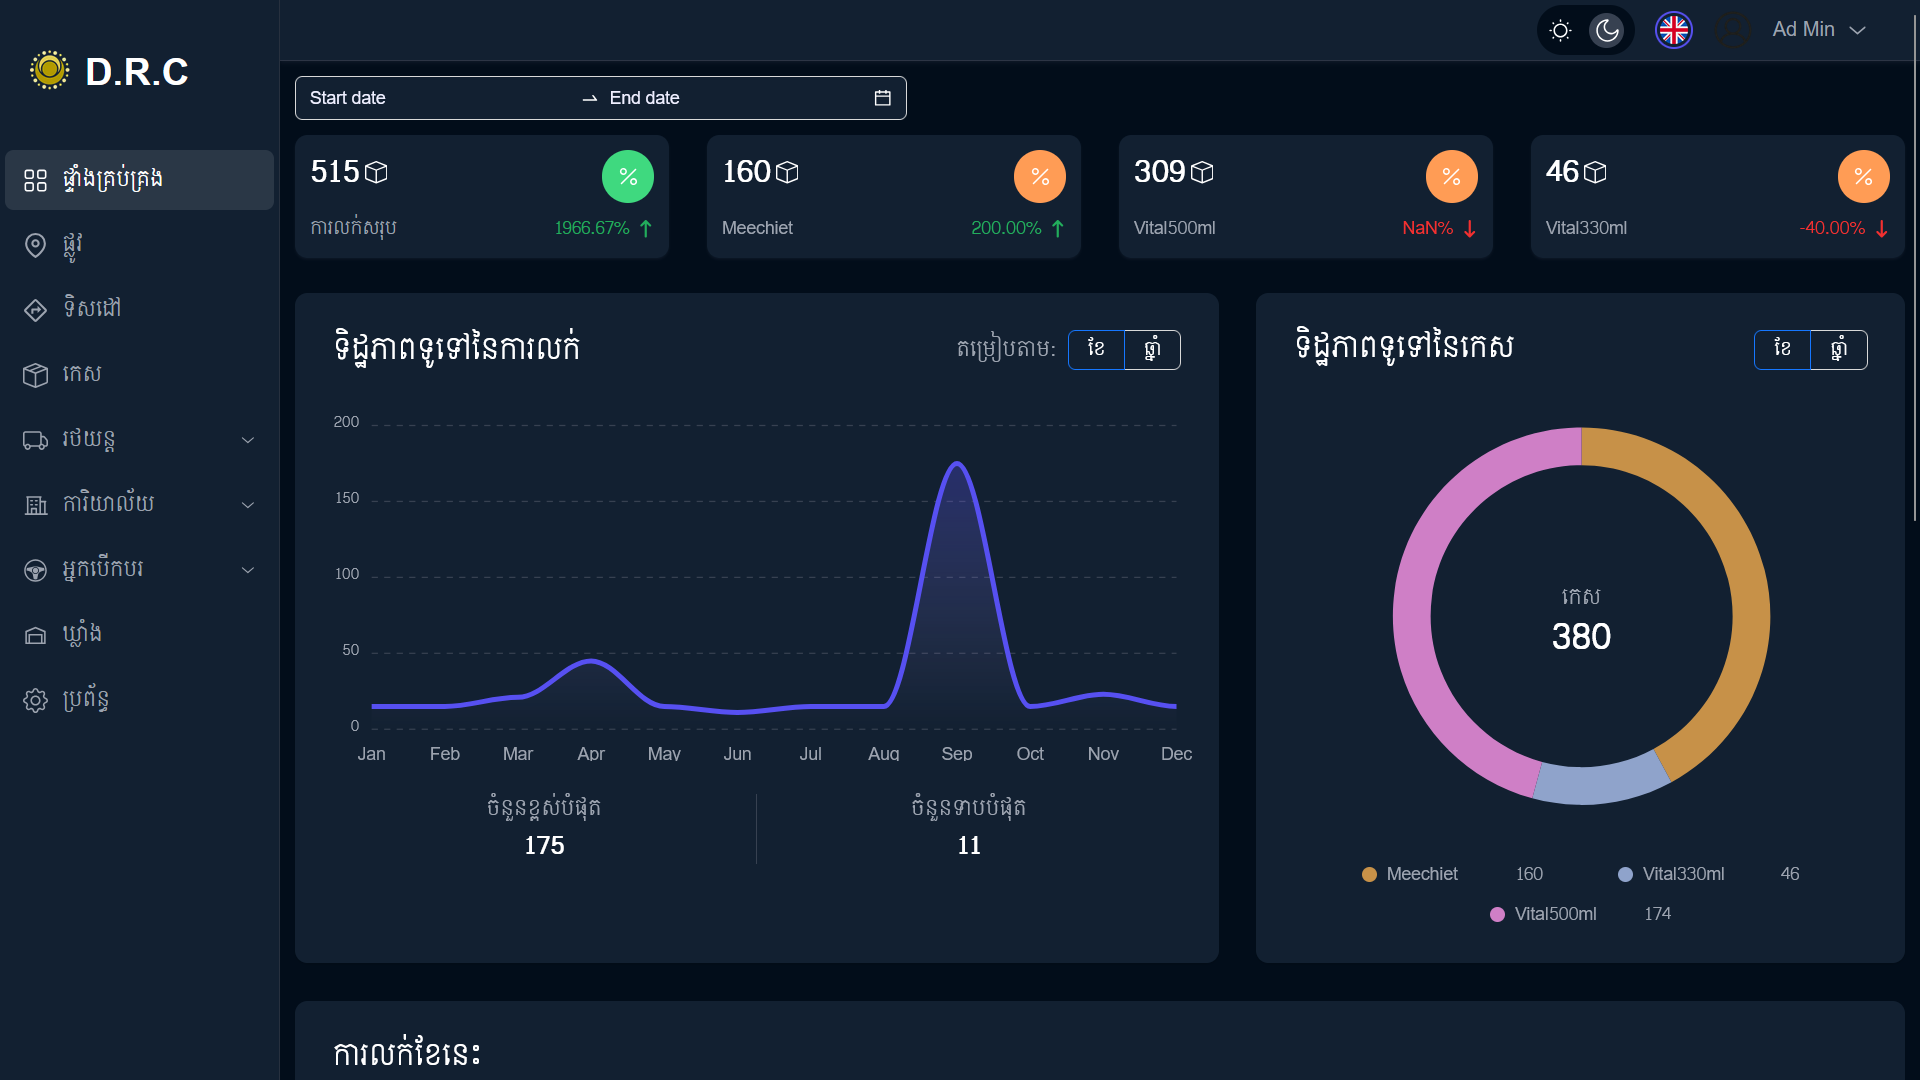 D.R.C
Ad Min
ផ្ទាំងគ្រប់គ្រង
ផ្លូវ
ទិសដៅ
កេស
រថយន្ត
ការិយាល័យ
អ្នកបើកបរ
ឃ្លាំង
ប្រព័ន្ធ
Start date
End date
515
%
ការលក់សរុប
1966.67%
160
%
Meechiet
200.00%
309
%
Vital500ml
NaN%
46
%
Vital330ml
-40.00%
ទិដ្ឋភាពទូទៅនៃការលក់
តម្រៀបតាម:
ខែ
ឆ្នាំ
200
150
100
50
0
Jan Feb Mar Apr May Jun Jul Aug Sep Oct Nov Dec
ចំនួនខ្ពស់បំផុត
175
ចំនួនទាបបំផុត
11
ទិដ្ឋភាពទូទៅនៃកេស
ខែ
ឆ្នាំ
កេស
380
Meechiet 160
Vital330ml 46
Vital500ml 174
ការលក់ខែនេះ